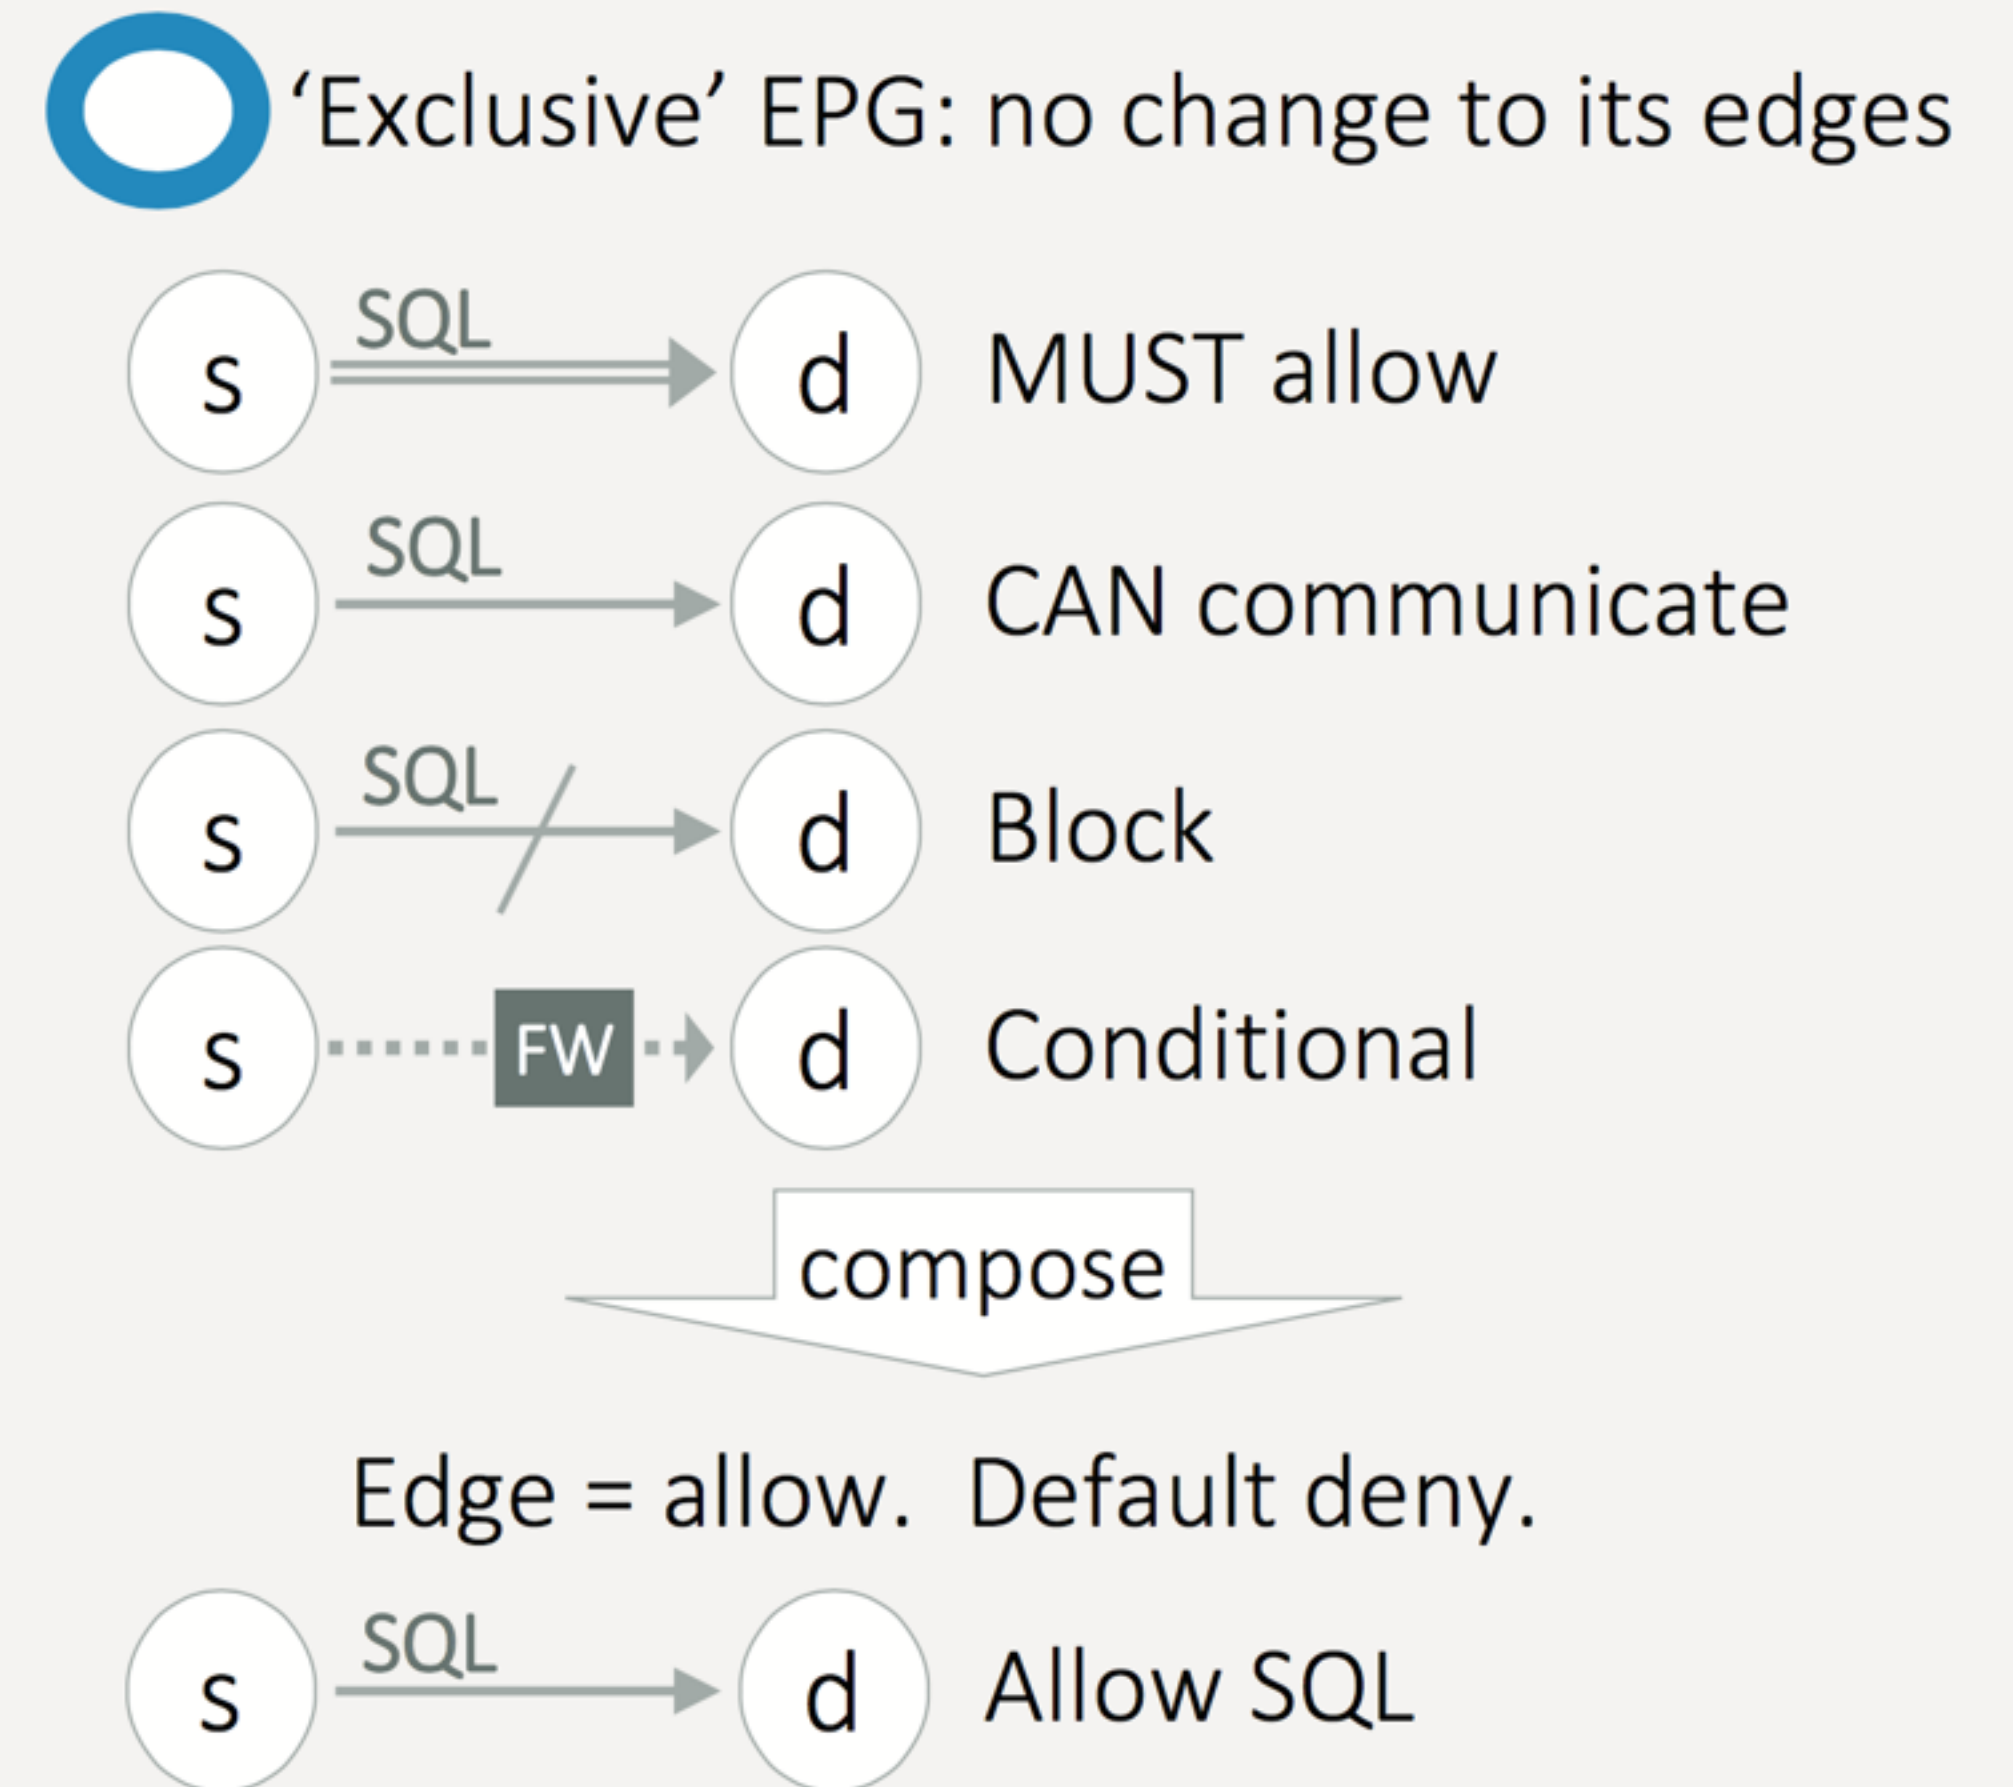 ‘Exclusive’ EPG: no change to its edges
s SQL d MUST allow
s SQL d CAN communicate
s SQL d Block
s FW d Conditional
compose
Edge = allow. Default deny.
s SQL d Allow SQL